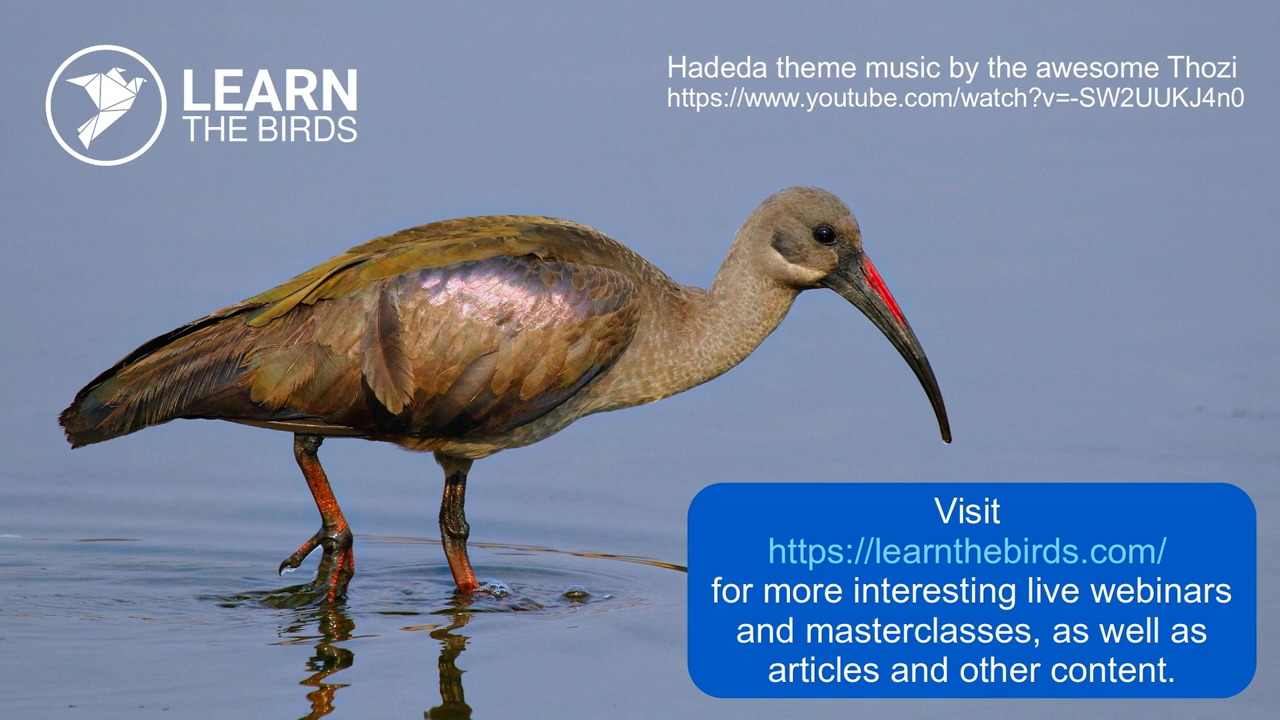 LEARN
THE BIRDS
Hadeda theme music by the awesome Thozi
https://www.youtube.com/watch?v=-SW2UUKJ4n0
Visit
https://learnthebirds.com/
for more interesting live webinars
and masterclasses, as well as
articles and other content.